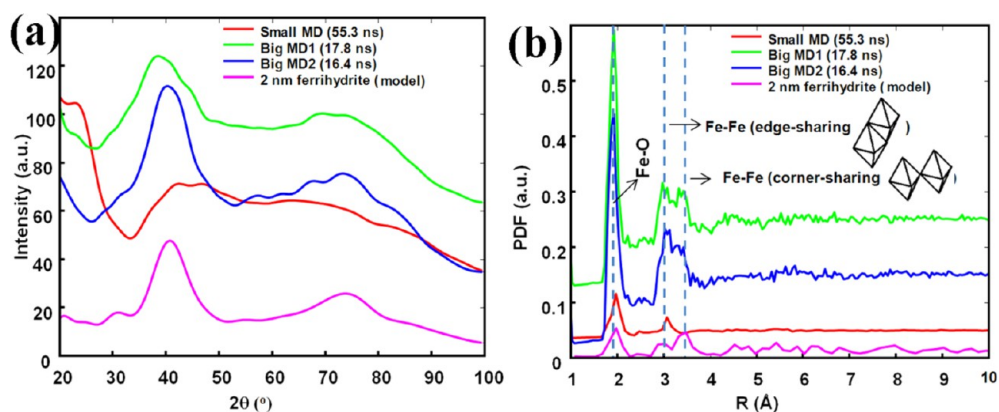 (a)
Small MD (55.3 ns)
Big MD1 (17.8 ns)
Big MD2 (16.4 ns)
2 nm ferrihydrite (model)
Intensity (a.u.)
120
100
80
60
40
20
0
20 30 40 50 60 70 80 90 100
2θ (°)
(b)
Small MD (55.3 ns)
Big MD1 (17.8 ns)
Big MD2 (16.4 ns)
2 nm ferrihydrite (model)
Fe-Fe (edge-sharing )
Fe-Fe (corner-sharing )
Fe-O
PDF (a.u.)
0.5
0.4
0.3
0.2
0.1
0
1 2 3 4 5 6 7 8 9 10
R (Å)